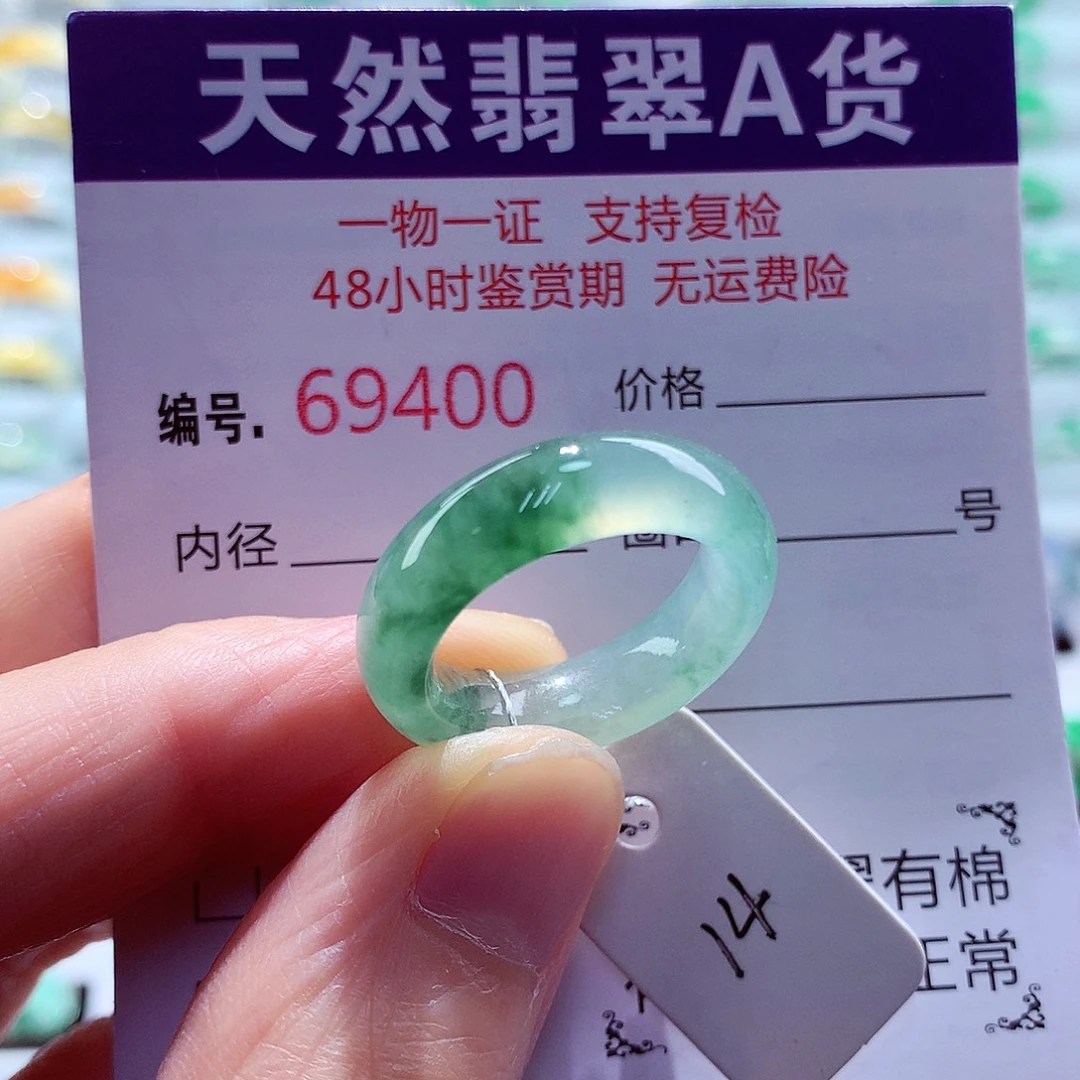 天然翡翠A货
一物一证 支持复检
48小时鉴赏期 无运费险
编号. 69400 价格
内径 号
14
有棉
正常